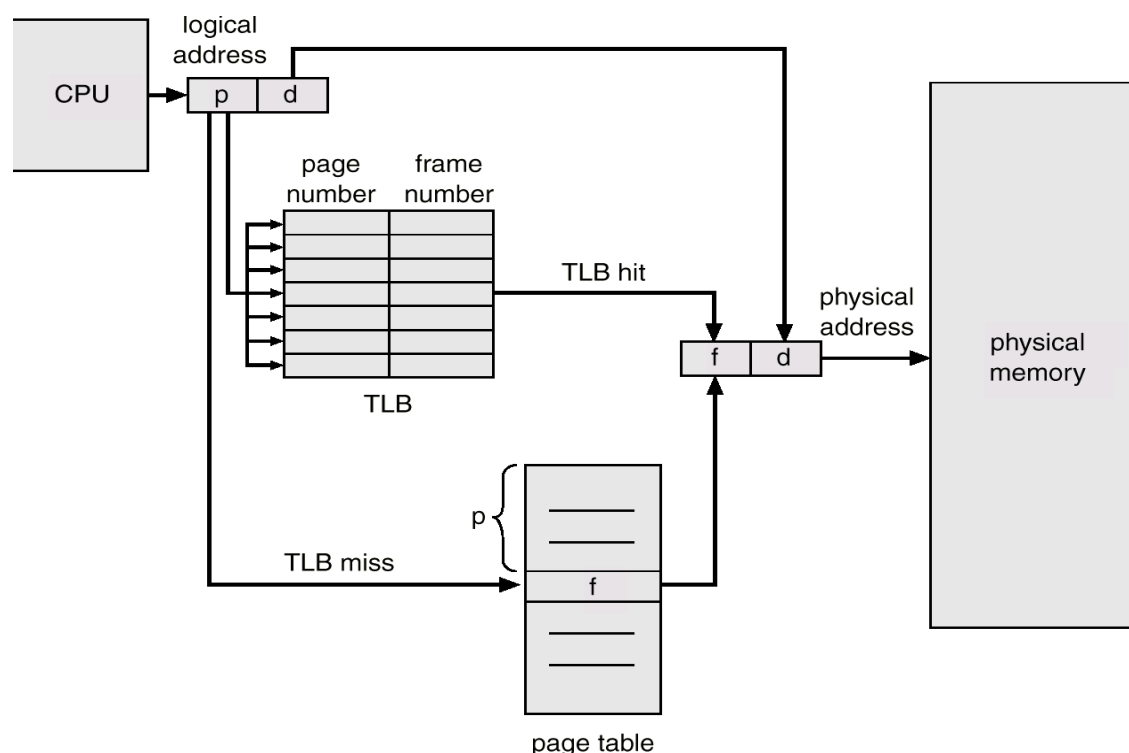 logical
address
CPU
p
d
page
number
frame
number
TLB hit
physical
address
f
d
physical
memory
TLB
p
TLB miss
f
page table